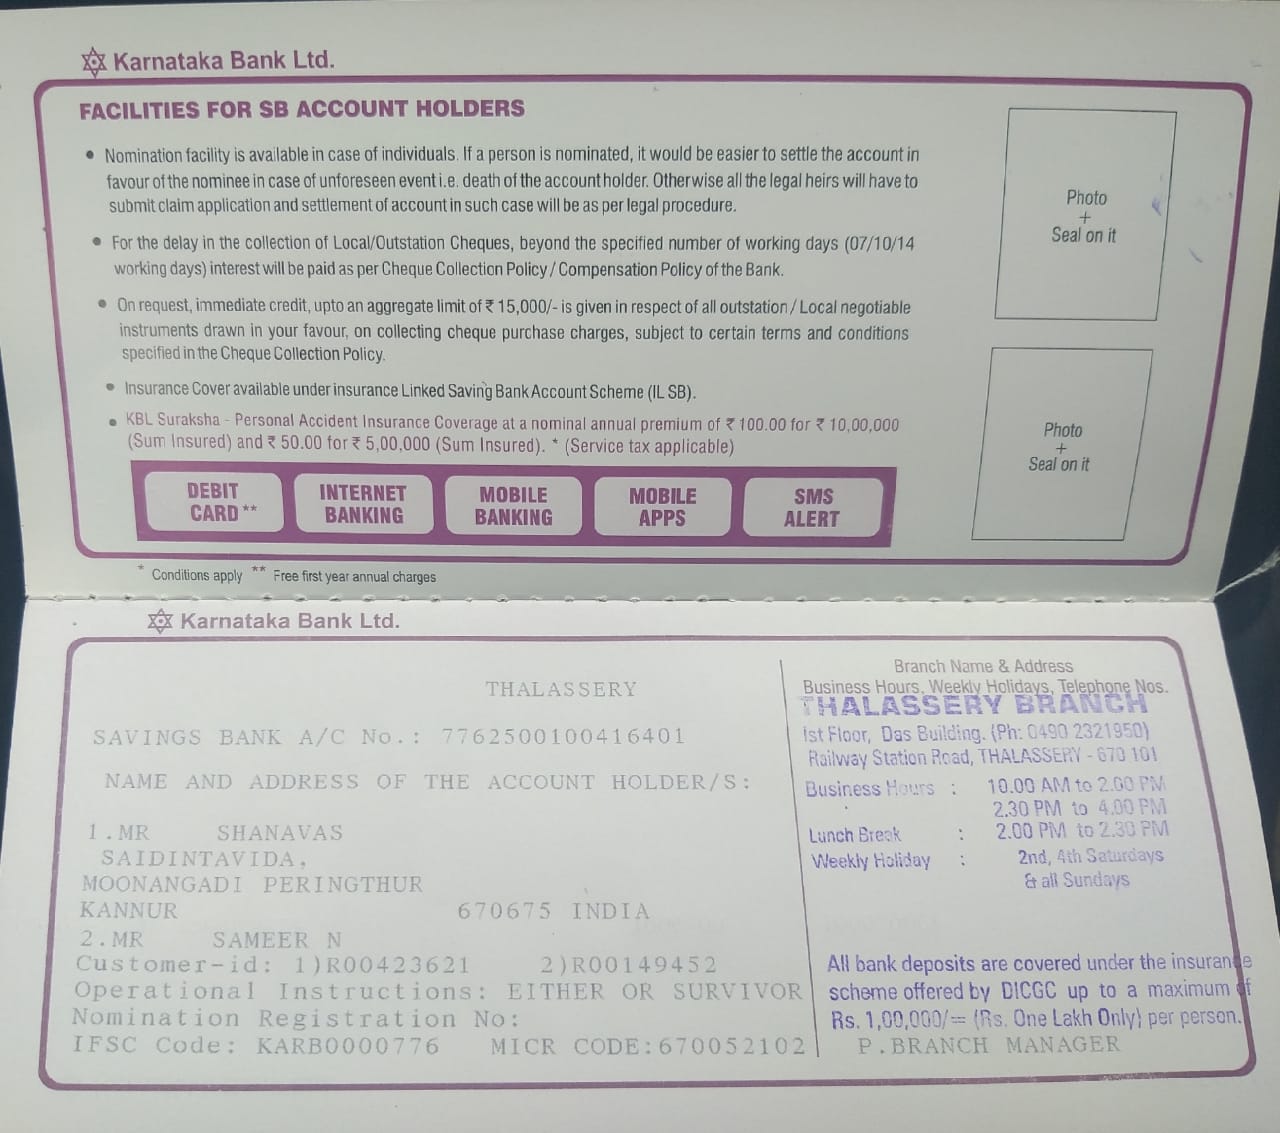 Karnataka Bank Ltd.
FACILITIES FOR SB ACCOUNT HOLDERS
• Nomination facility is available in case of individuals. If a person is nominated, it would be easier to settle the account in
favour of the nominee in case of unforeseen event i.e. death of the account holder. Otherwise all the legal heirs will have to
submit claim application and settlement of account in such case will be as per legal procedure.
• For the delay in the collection of Local/Outstation Cheques, beyond the specified number of working days (07/10/14
working days) interest will be paid as per Cheque Collection Policy / Compensation Policy of the Bank.
• On request, immediate credit, upto an aggregate limit of ₹ 15,000/- is given in respect of all outstation / Local negotiable
instruments drawn in your favour, on collecting cheque purchase charges, subject to certain terms and conditions
specified in the Cheque Collection Policy.
• Insurance Cover available under insurance Linked Saving Bank Account Scheme (IL SB).
• KBL Suraksha - Personal Accident Insurance Coverage at a nominal annual premium of ₹ 100.00 for ₹ 10,00,000
(Sum Insured) and ₹ 50.00 for ₹ 5,00,000 (Sum Insured). * (Service tax applicable)
DEBIT
CARD **
INTERNET
BANKING
MOBILE
BANKING
MOBILE
APPS
SMS
ALERT
* Conditions apply ** Free first year annual charges
Photo
+
Seal on it
Photo
+
Seal on it
Karnataka Bank Ltd.
THALASSERY
SAVINGS BANK A/C No.: 7762500100416401
NAME AND ADDRESS OF THE ACCOUNT HOLDER/S:
1.MR SHANAVAS
SAIDINTAVIDA,
MOONANGADI PERINGTHUR
KANNUR 670675 INDIA
2.MR SAMEER N
Customer-id: 1)R00423621 2)R00149452
Operational Instructions: EITHER OR SURVIVOR
Nomination Registration No:
IFSC Code: KARB0000776 MICR CODE:670052102
Branch Name & Address
Business Hours, Weekly Holidays, Telephone Nos.
THALASSERY BRANCH
1st Floor, Das Building. (Ph: 0490 2321950)
Railway Station Road, THALASSERY - 670 101
Business Hours : 10.00 AM to 2.00 PM
2.30 PM to 4.00 PM
Lunch Break : 2.00 PM to 2.30 PM
Weekly Holiday : 2nd, 4th Saturdays
& all Sundays
All bank deposits are covered under the insurance
scheme offered by DICGC up to a maximum of
Rs. 1,00,000/= (Rs. One Lakh Only) per person.
P.BRANCH MANAGER